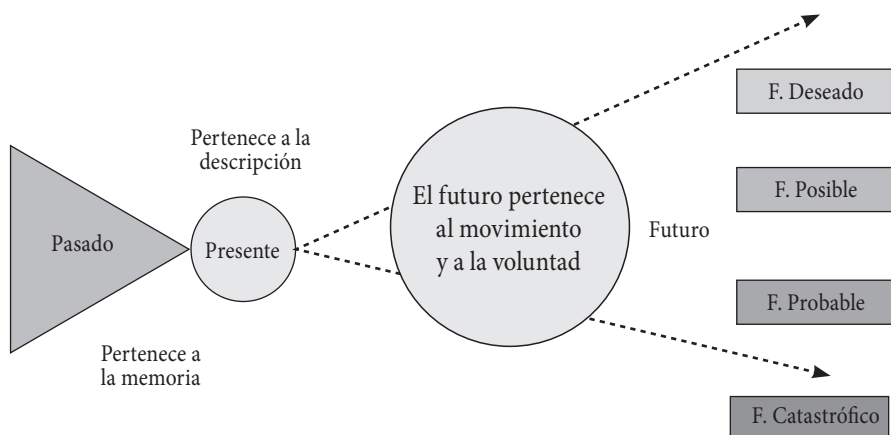 Pertenece a la
descripción
Pasado
Presente
Pertenece a
la memoria
El futuro pertenece
al movimiento
y a la voluntad
Futuro
F. Deseado
F. Posible
F. Probable
F. Catastrófico